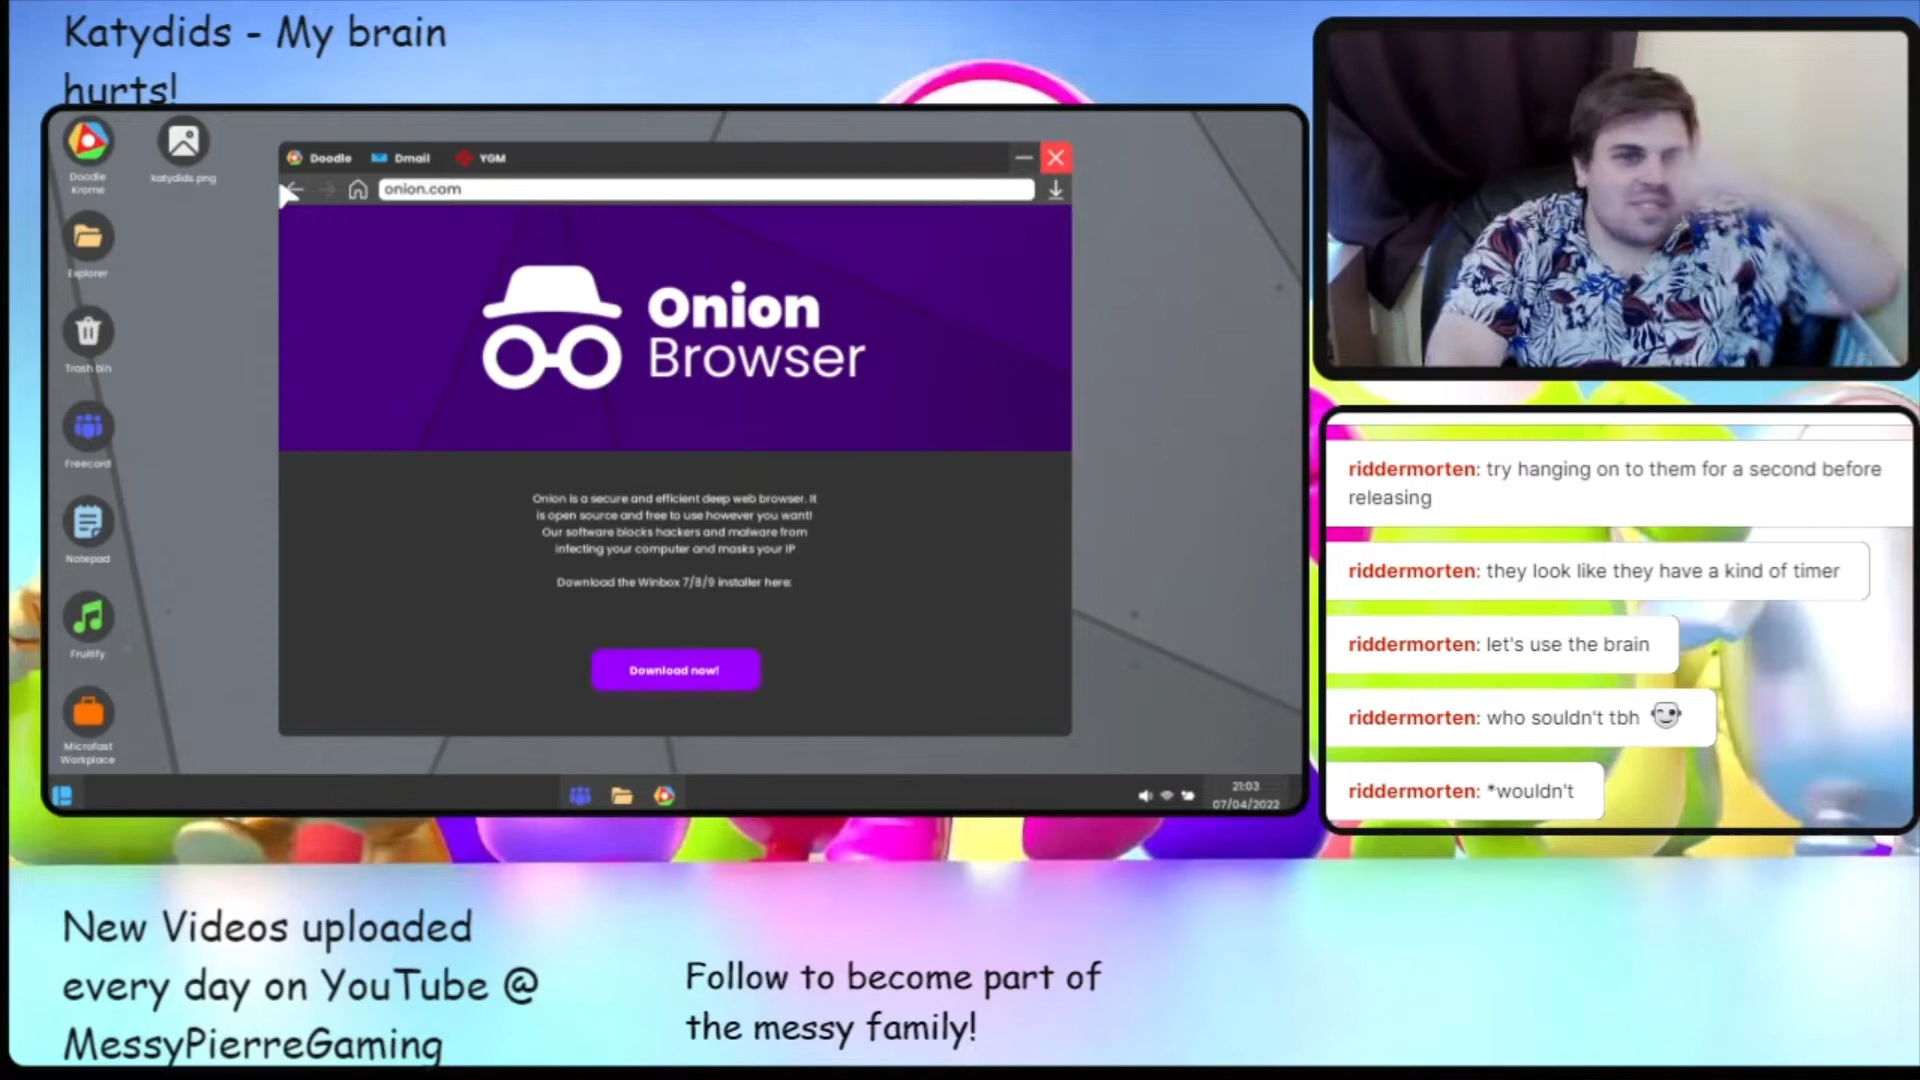 Katydids - My brain
hurts!
Doodle
Krome
katydids.png
Explorer
Trash bin
Freecord
Notepad
Fruitify
Microfast
Workplace
Doodle
Dmail
YGM
onion.com
Onion
Browser
Onion is a secure and efficient deep web browser. It
is open source and free to use however you want!
Our software blocks hackers and malware from
infecting your computer and masks your IP
Download the Winbox 7/8/9 installer here:
Download now!
21:03
07/04/2022
riddermorten: try hanging on to them for a second before
releasing
riddermorten: they look like they have a kind of timer
riddermorten: let's use the brain
riddermorten: who souldn't tbh
riddermorten: *wouldn't
New Videos uploaded
every day on YouTube @
MessyPierreGaming
Follow to become part of
the messy family!